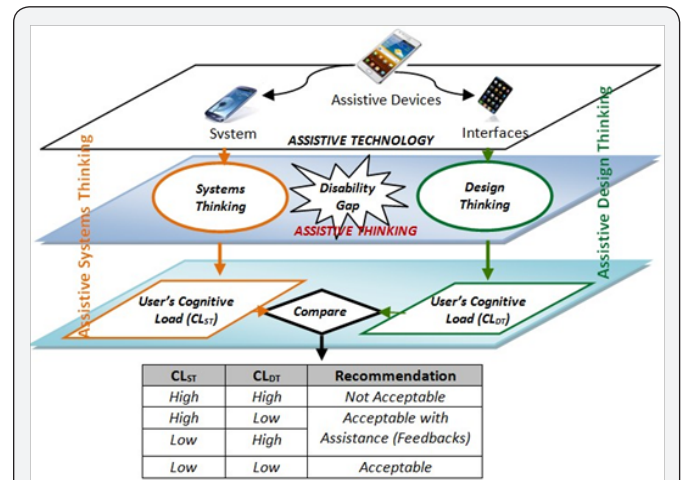 Assistive Devices
System
Interfaces
ASSISTIVE TECHNOLOGY
Assistive Systems Thinking
Assistive Design Thinking
Systems
Thinking
Disability
Gap
Design
Thinking
ASSISTIVE THINKING
User's Cognitive
Load (CLST)
Compare
User's Cognitive
Load (CLDT)
CLST CLDT Recommendation
High High Not Acceptable
High Low Acceptable with
Low High Assistance (Feedbacks)
Low Low Acceptable